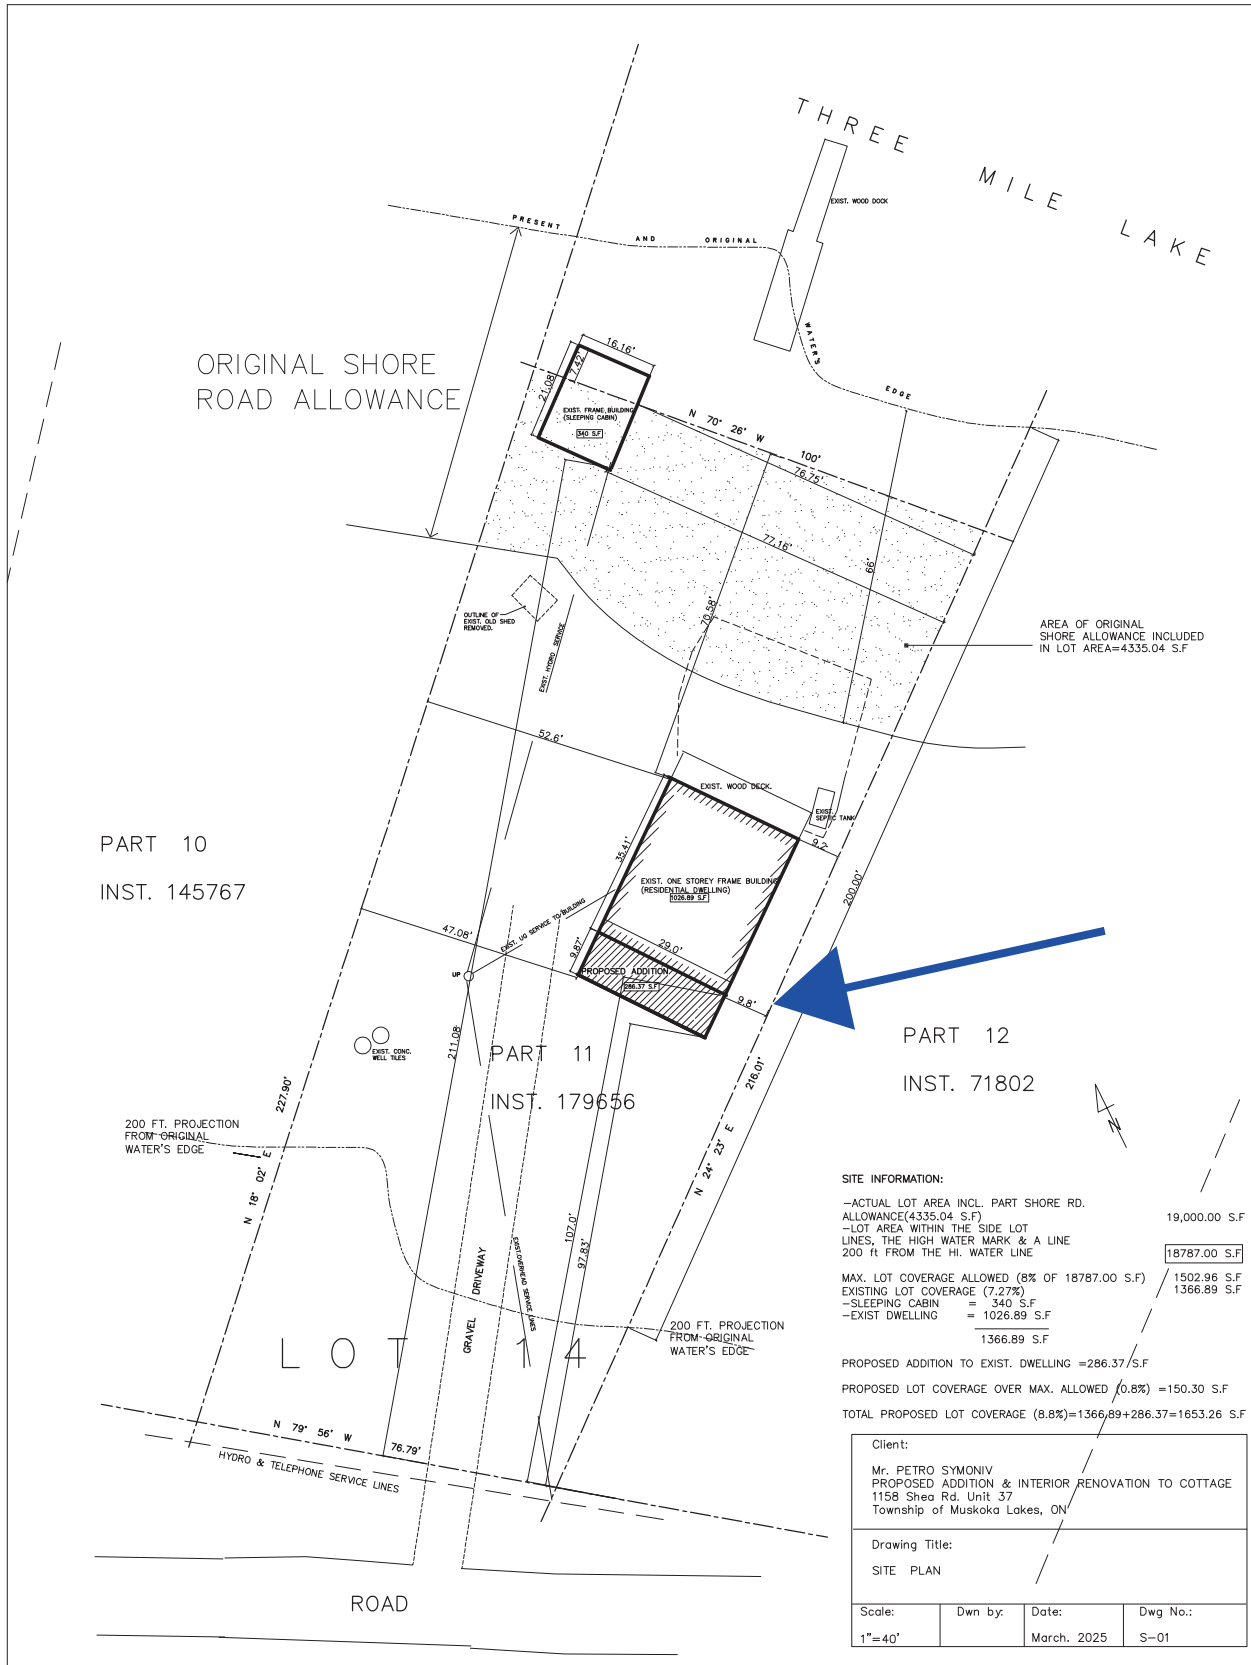 THREE MILE LAKE
EXIST. WOOD DOCK
PRESENT AND ORIGINAL WATER'S EDGE
ORIGINAL SHORE
ROAD ALLOWANCE
16.16'
7.42'
21.08'
EXIST. FRAME BUILDING
(SLEEPING CABIN)
340 S.F
N 70° 26' W
100'
76.75'
77.16'
66'
70.58'
OUTLINE OF
EXIST. OLD SHED
REMOVED.
EXIST. HYDRO SERVICE
AREA OF ORIGINAL
SHORE ALLOWANCE INCLUDED
IN LOT AREA=4335.04 S.F
52.6'
EXIST. WOOD DECK.
EXIST.
SEPTIC TANK
9.2'
35.41'
PART 10
INST. 145767
EXIST. ONE STOREY FRAME BUILDING
(RESIDENTIAL DWELLING)
1026.89 S.F
200.00'
47.08'
EXIST. UG SERVICE TO BUILDING
9.87'
29.0'
UP
PROPOSED ADDITION
286.37 S.F
9.8'
EXIST. CONC.
WELL TILES
211.08'
PART 11
INST. 179656
PART 12
INST. 71802
216.01'
N 24° 23' E
N
227.90'
N 18° 02' E
200 FT. PROJECTION
FROM ORIGINAL
WATER'S EDGE
107.0'
97.83'
GRAVEL DRIVEWAY
EXIST.OVERHEAD SERVICE LINES
200 FT. PROJECTION
FROM ORIGINAL
WATER'S EDGE
LOT 14
N 79° 56' W
76.79'
HYDRO & TELEPHONE SERVICE LINES
ROAD
SITE INFORMATION:
-ACTUAL LOT AREA INCL. PART SHORE RD.
ALLOWANCE(4335.04 S.F) 19,000.00 S.F
-LOT AREA WITHIN THE SIDE LOT
LINES, THE HIGH WATER MARK & A LINE
200 ft FROM THE HI. WATER LINE 18787.00 S.F
MAX. LOT COVERAGE ALLOWED (8% OF 18787.00 S.F) 1502.96 S.F
EXISTING LOT COVERAGE (7.27%) 1366.89 S.F
-SLEEPING CABIN = 340 S.F
-EXIST DWELLING = 1026.89 S.F
1366.89 S.F
PROPOSED ADDITION TO EXIST. DWELLING =286.37 S.F
PROPOSED LOT COVERAGE OVER MAX. ALLOWED (0.8%) =150.30 S.F
TOTAL PROPOSED LOT COVERAGE (8.8%)=1366.89+286.37=1653.26 S.F
Client:
Mr. PETRO SYMONIV
PROPOSED ADDITION & INTERIOR RENOVATION TO COTTAGE
1158 Shea Rd. Unit 37
Township of Muskoka Lakes, ON
Drawing Title:
SITE PLAN
Scale: Dwn by: Date: Dwg No.:
1"=40' March. 2025 S-01